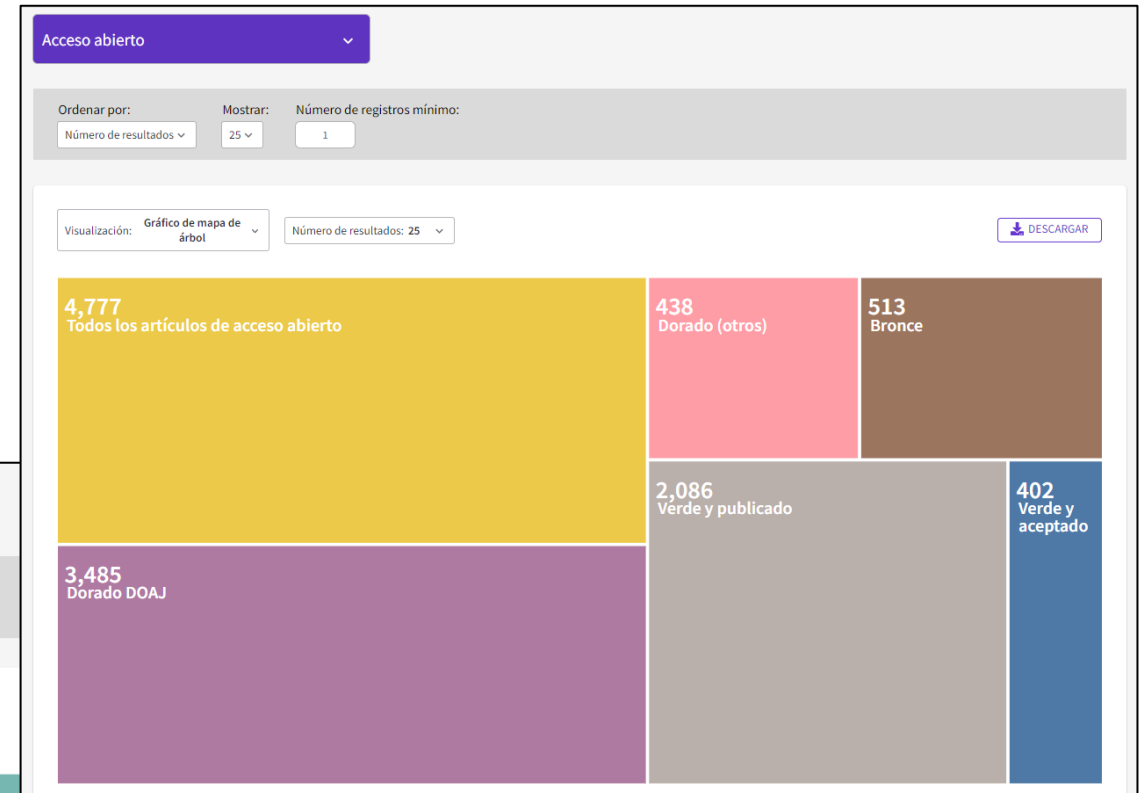 Acceso abierto
Ordenar por:
Mostrar:
Número de registros mínimo:
Número de resultados
25
1
Visualización:
Gráfico de mapa de
árbol
Número de resultados: 25
DESCARGAR
4,777
Todos los artículos de acceso abierto
438
Dorado (otros)
513
Bronce
3,485
Dorado DOAJ
2,086
Verde y publicado
402
Verde y
aceptado